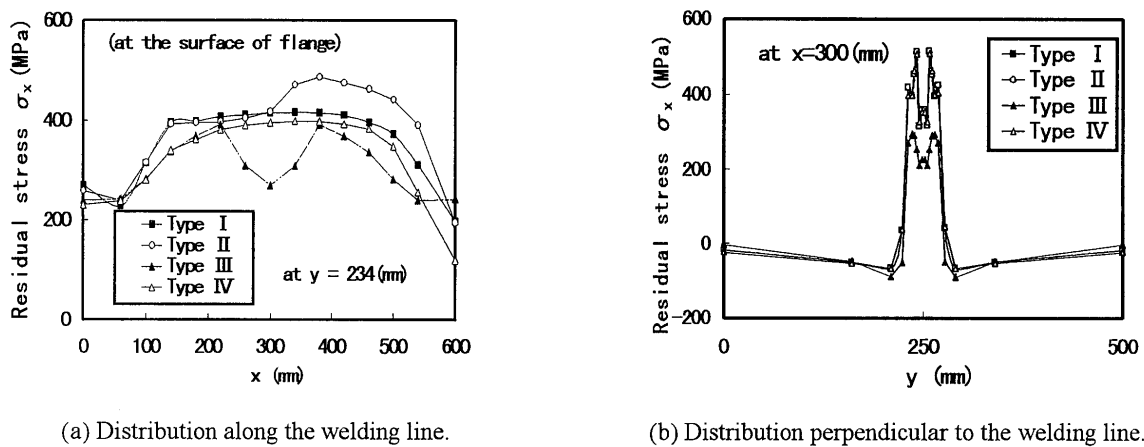 600
400
200
0
Residual stress σx (MPa)
(at the surface of flange)
Type Ⅰ
Type Ⅱ
Type Ⅲ
Type Ⅳ
at y = 234(mm)
0 100 200 300 400 500 600
x (mm)
(a) Distribution along the welding line.
600
400
200
0
-200
Residual stress σx (MPa)
at x=300(mm)
Type Ⅰ
Type Ⅱ
Type Ⅲ
Type Ⅳ
0 250 500
y (mm)
(b) Distribution perpendicular to the welding line.